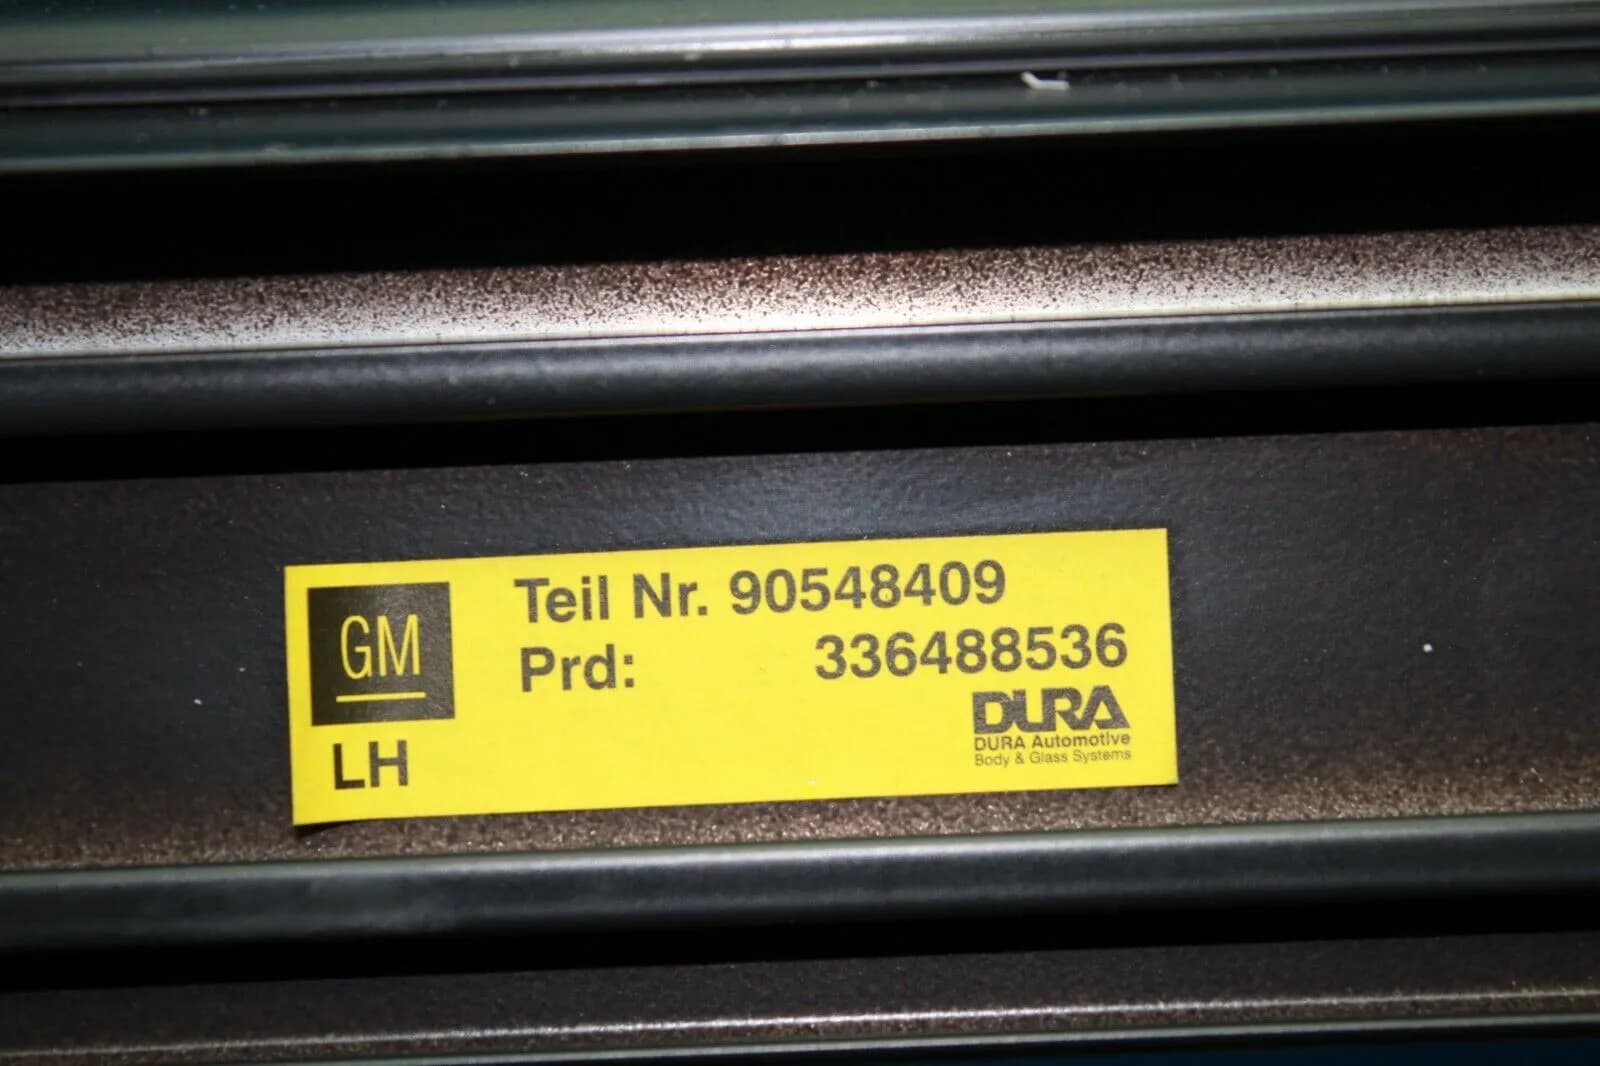 GM
LH
Teil Nr. 90548409
Prd: 336488536
DURA
DURA Automotive
Body & Glass Systems